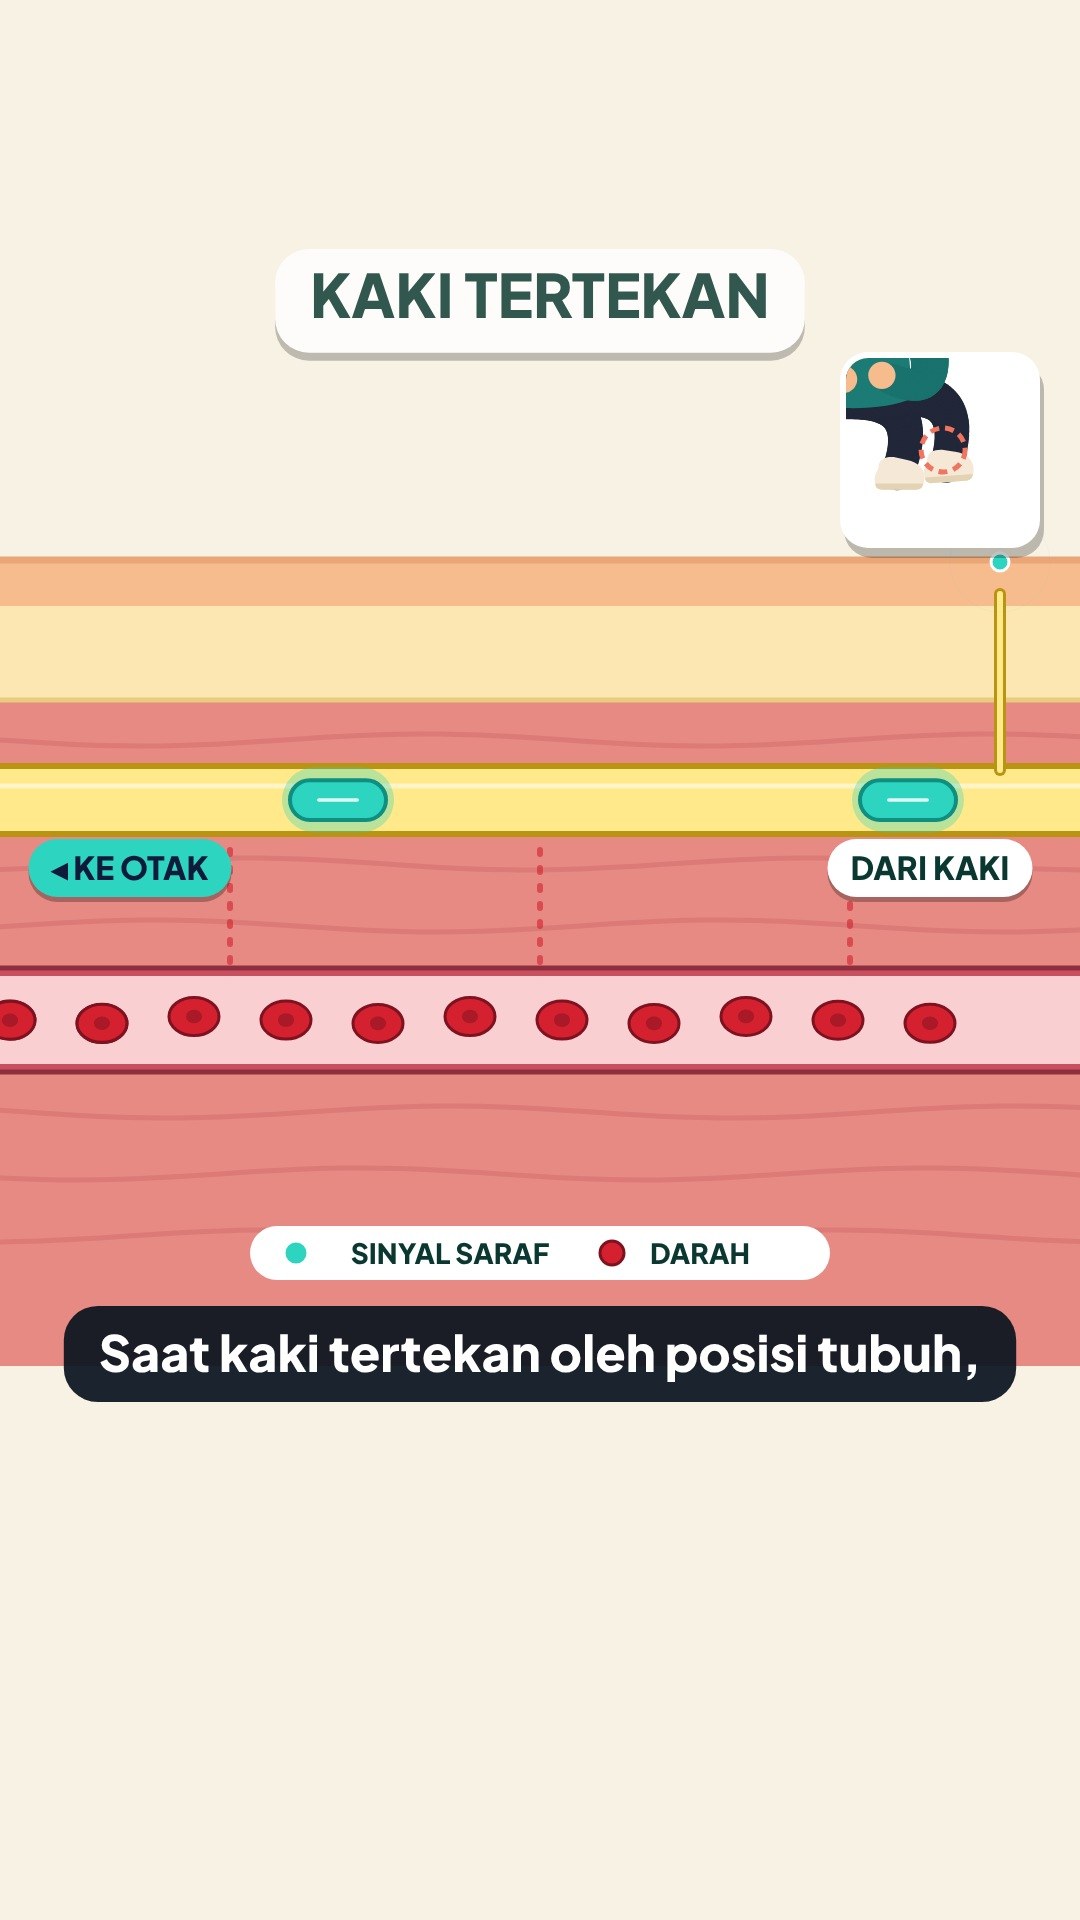 KAKI TERTEKAN
◀ KE OTAK
DARI KAKI
SINYAL SARAF
DARAH
Saat kaki tertekan oleh posisi tubuh,